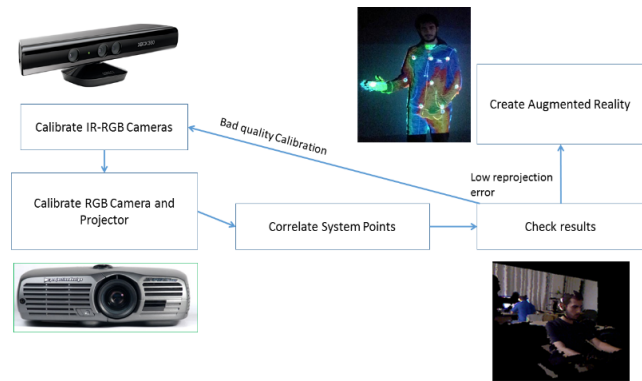 XBOX360
Calibrate IR-RGB Cameras
Bad quality Calibration
Create Augmented Reality
Low reprojection
error
Calibrate RGB Camera and
Projector
Correlate System Points
Check results